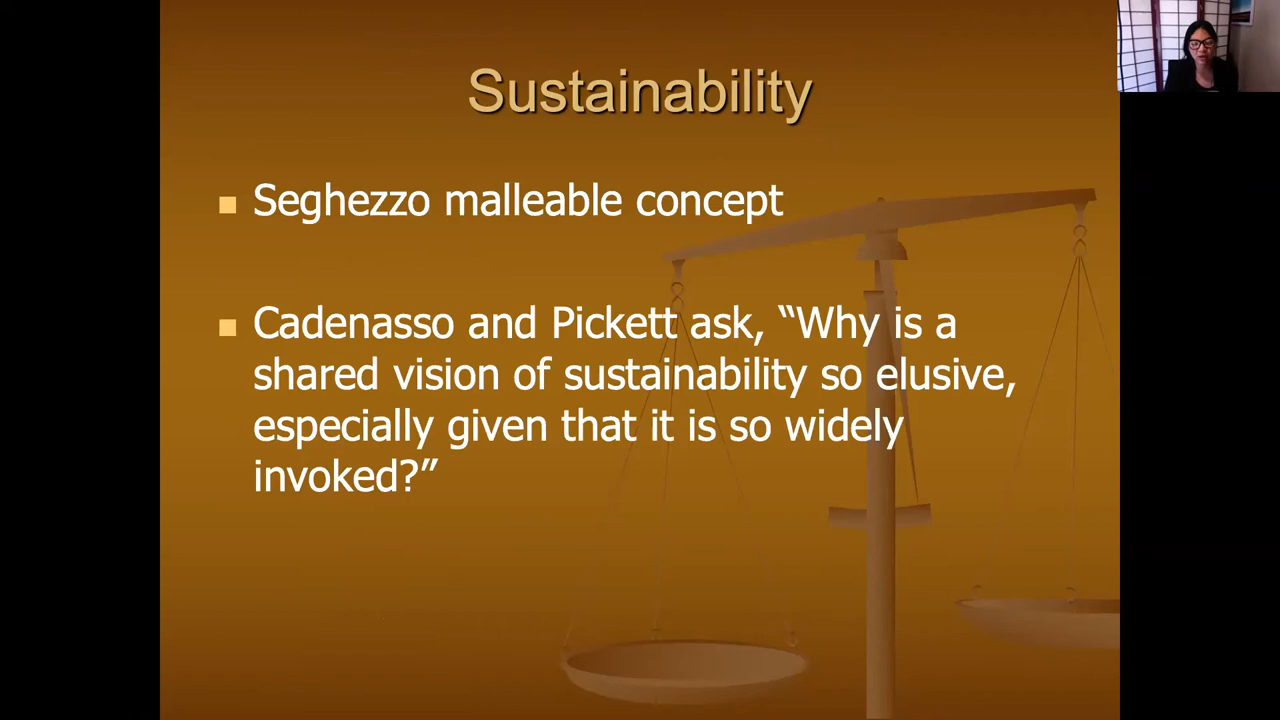 Sustainability
Seghezzo malleable concept
Cadenasso and Pickett ask, “Why is a
shared vision of sustainability so elusive,
especially given that it is so widely
invoked?”